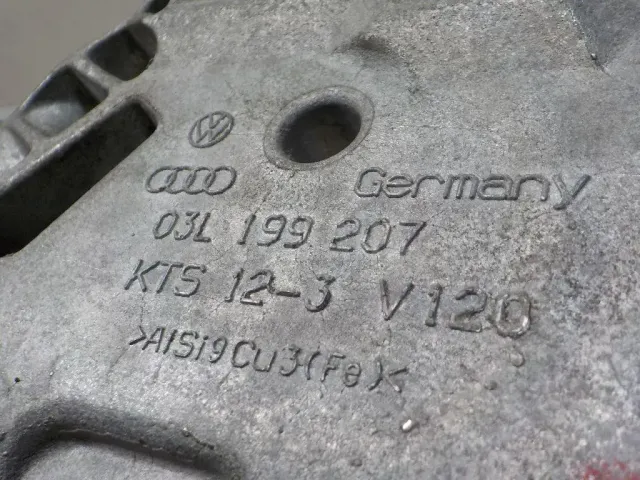 Germany
03L 199 207
KTS 12-3 V120
>AlSi9Cu3(Fe)<